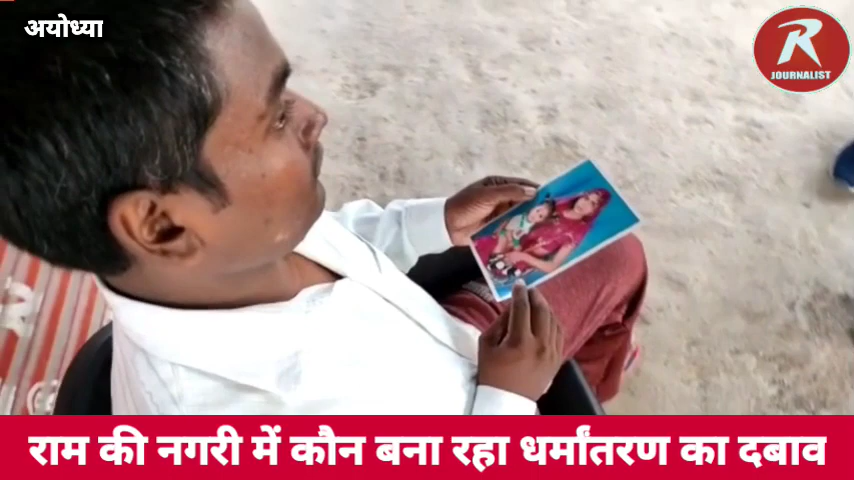 अयोध्या
R
JOURNALIST
राम की नगरी में कौन बना रहा धर्मांतरण का दबाव